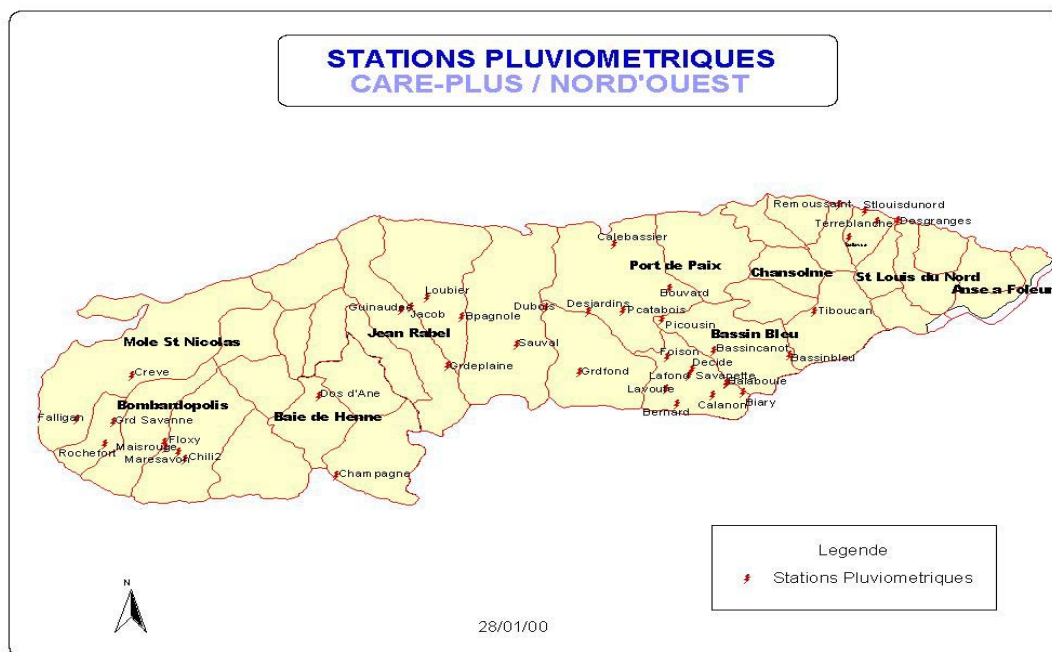 STATIONS PLUVIOMETRIQUES
CARE-PLUS / NORD'OUEST
Remoussaint
Stlouisdunord
Terreblanche
Desgranges
Calebassier
Port de Paix
Chansolme
St Louis du Nord
Anse a Foleur
Bouvard
Loubier
Guinaude
Jacob
Bpagnole
Dubois
Desjardins
Pcatabois
Tiboucan
Picousin
Jean Rabel
Bassin Bleu
Mole St Nicolas
Sauval
Foison
Bassincanot
Bassinbleu
Grdeplaine
Creve
Grdfond
Decide
Lafond
Savanette
Balaboule
Lavoute
Dos d'Ane
Calanon
Biary
Bernard
Bombardopolis
Baie de Henne
Falligan
Grd Savanne
Rochefort
Maisrouge
Floxy
Maresavon
Chili2
Champagne
Legende
Stations Pluviometriques
N
28/01/00